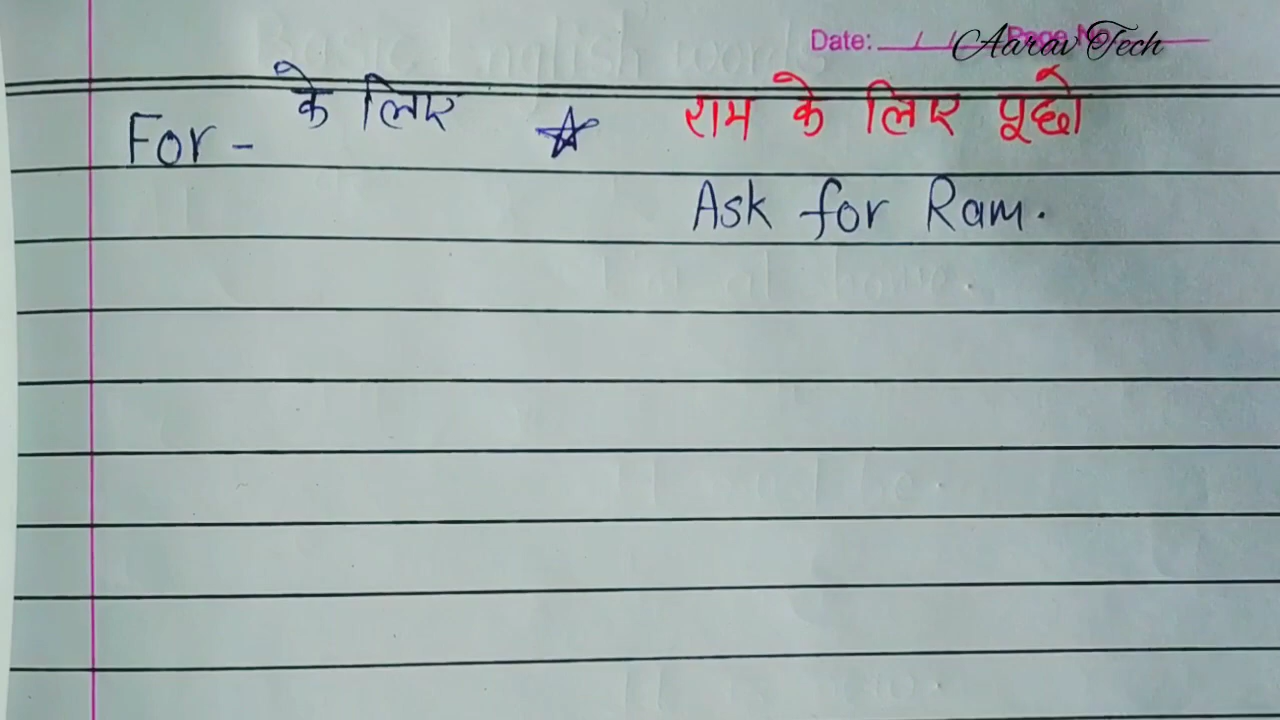 Date: Aarav Tech
For - के लिए ☆ राम के लिए पूछो
Ask for Ram.